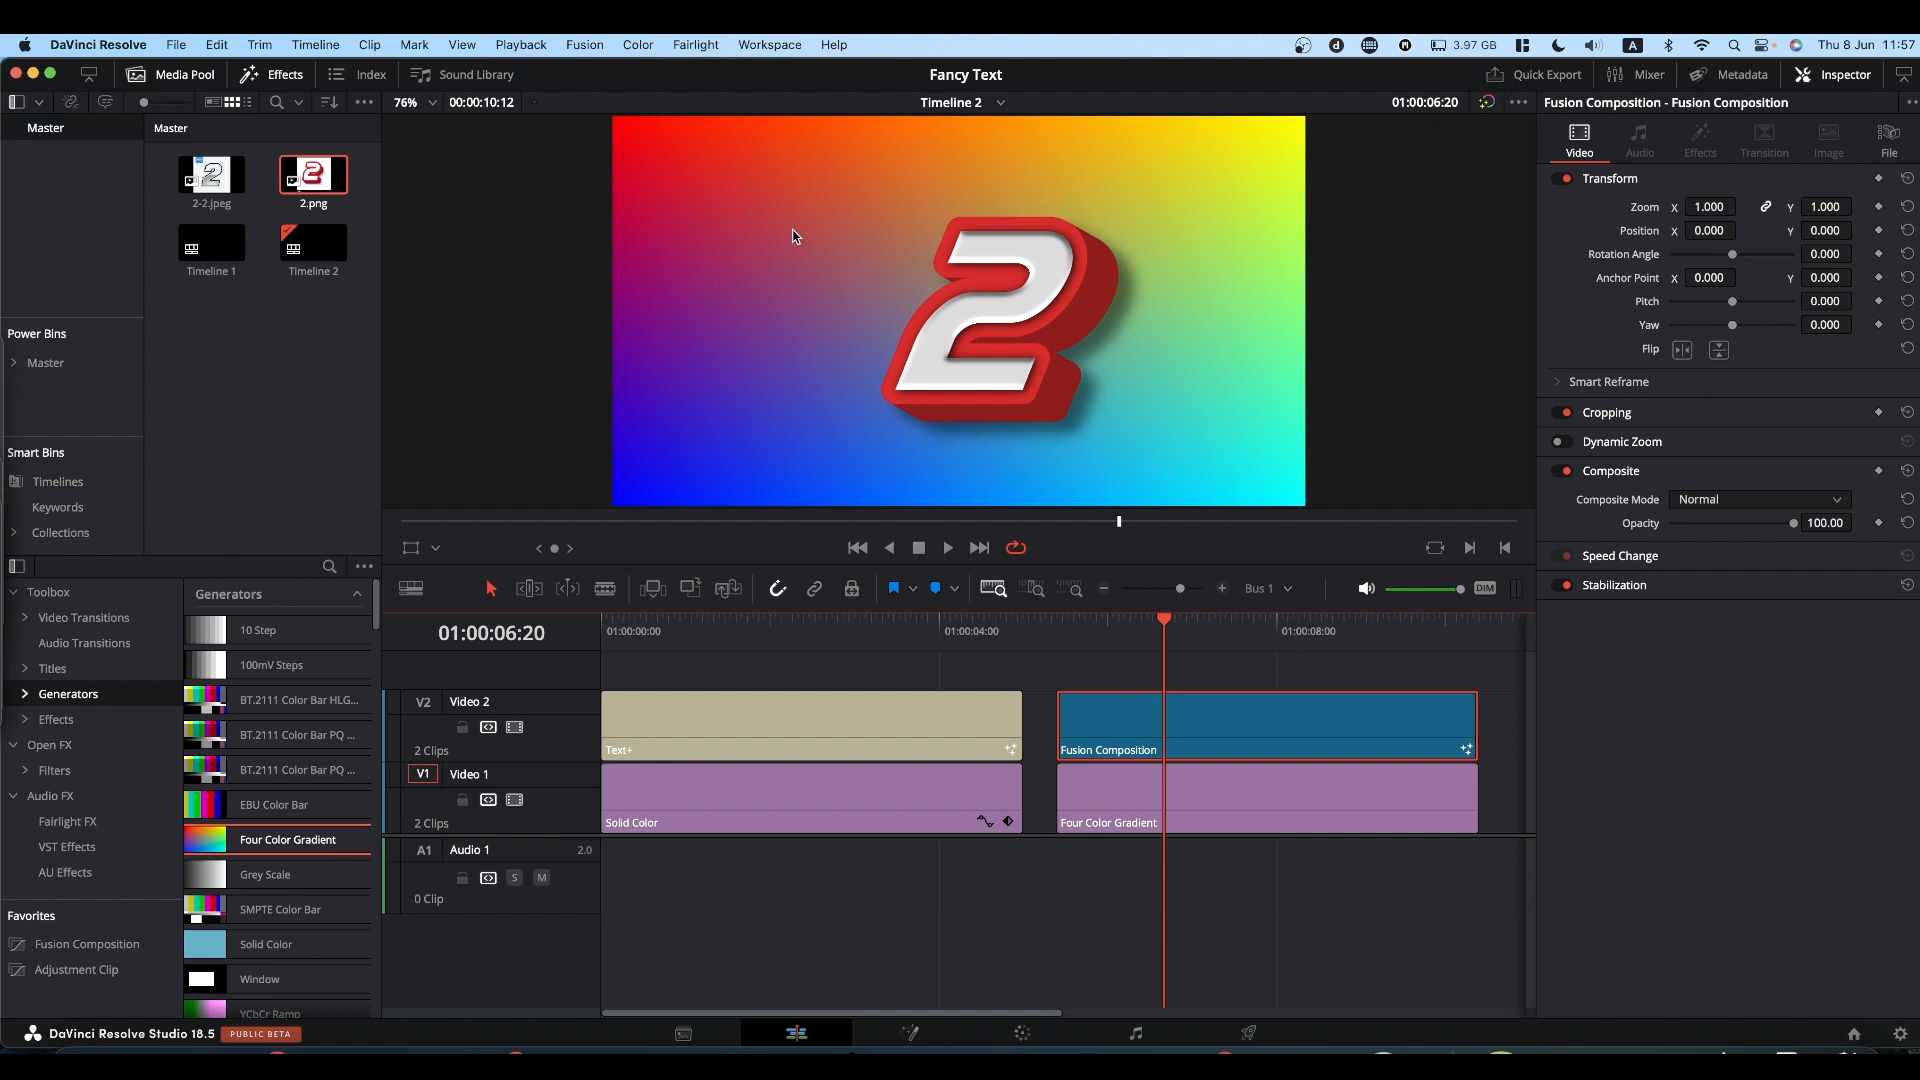 DaVinci Resolve File Edit Trim Timeline Clip Mark View Playback Fusion Color Fairlight Workspace Help 3.97 GB A Thu 8 Jun 11:57
Media Pool Effects Index Sound Library Fancy Text Quick Export Mixer Metadata Inspector
76% 00:00:10:12 Timeline 2 01:00:06:20 Fusion Composition - Fusion Composition
Master Master
Video Audio Effects Transition Image File
2-2.jpeg 2.png
Timeline 1 Timeline 2
Power Bins
Master
Smart Bins
Timelines
Keywords
Collections
2
Transform
Zoom X 1.000 Y 1.000
Position X 0.000 Y 0.000
Rotation Angle 0.000
Anchor Point X 0.000 Y 0.000
Pitch 0.000
Yaw 0.000
Flip
Smart Reframe
Cropping
Dynamic Zoom
Composite
Composite Mode Normal
Opacity 100.00
Speed Change
Stabilization
Toolbox
Video Transitions
Audio Transitions
Titles
Generators
Effects
Open FX
Filters
Audio FX
Fairlight FX
VST Effects
AU Effects
Favorites
Fusion Composition
Adjustment Clip
Generators
10 Step
100mV Steps
BT.2111 Color Bar HLG...
BT.2111 Color Bar PQ ...
BT.2111 Color Bar PQ ...
EBU Color Bar
Four Color Gradient
Grey Scale
SMPTE Color Bar
Solid Color
Window
YCbCr Ramp
Bus 1 DIM
01:00:06:20 01:00:00:00 01:00:04:00 01:00:08:00
V2 Video 2
2 Clips Text+ Fusion Composition
V1 Video 1
2 Clips Solid Color Four Color Gradient
A1 Audio 1 2.0
S M
0 Clip
DaVinci Resolve Studio 18.5 PUBLIC BETA